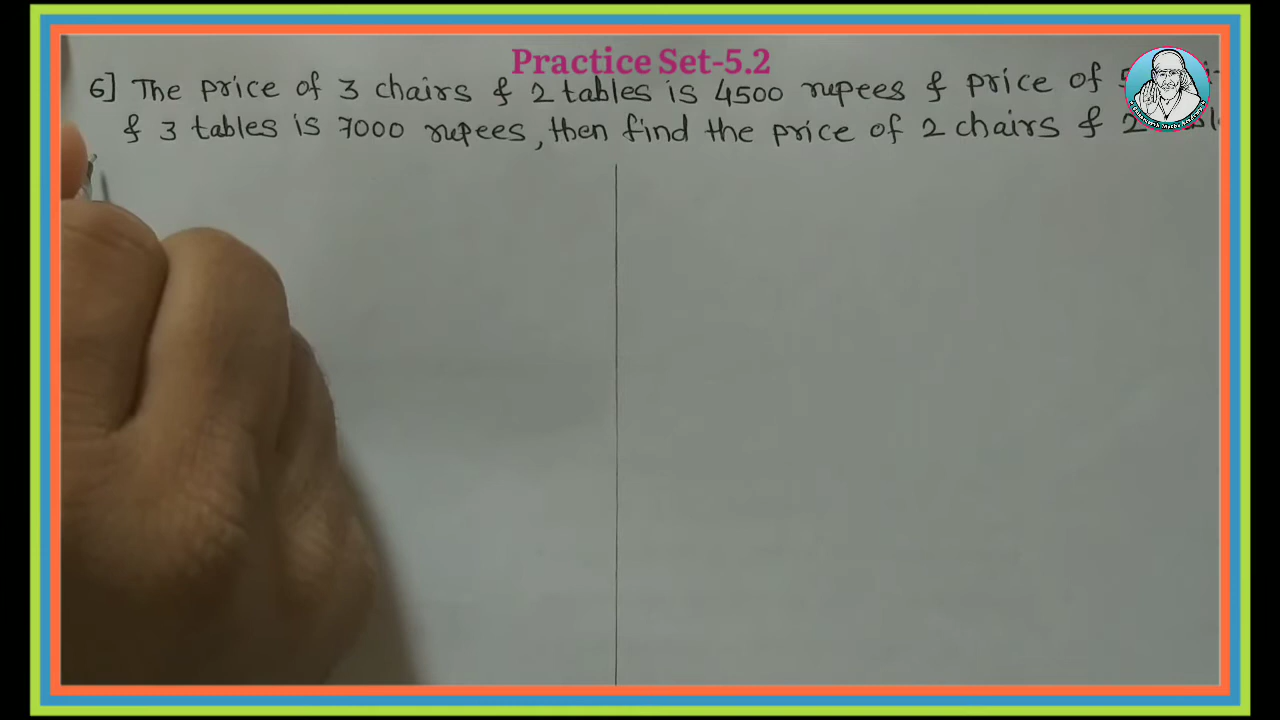 Practice Set-5.2
6] The price of 3 chairs & 2 tables is 4500 rupees & price of
& 3 tables is 7000 rupees, then find the price of 2 chairs & 2